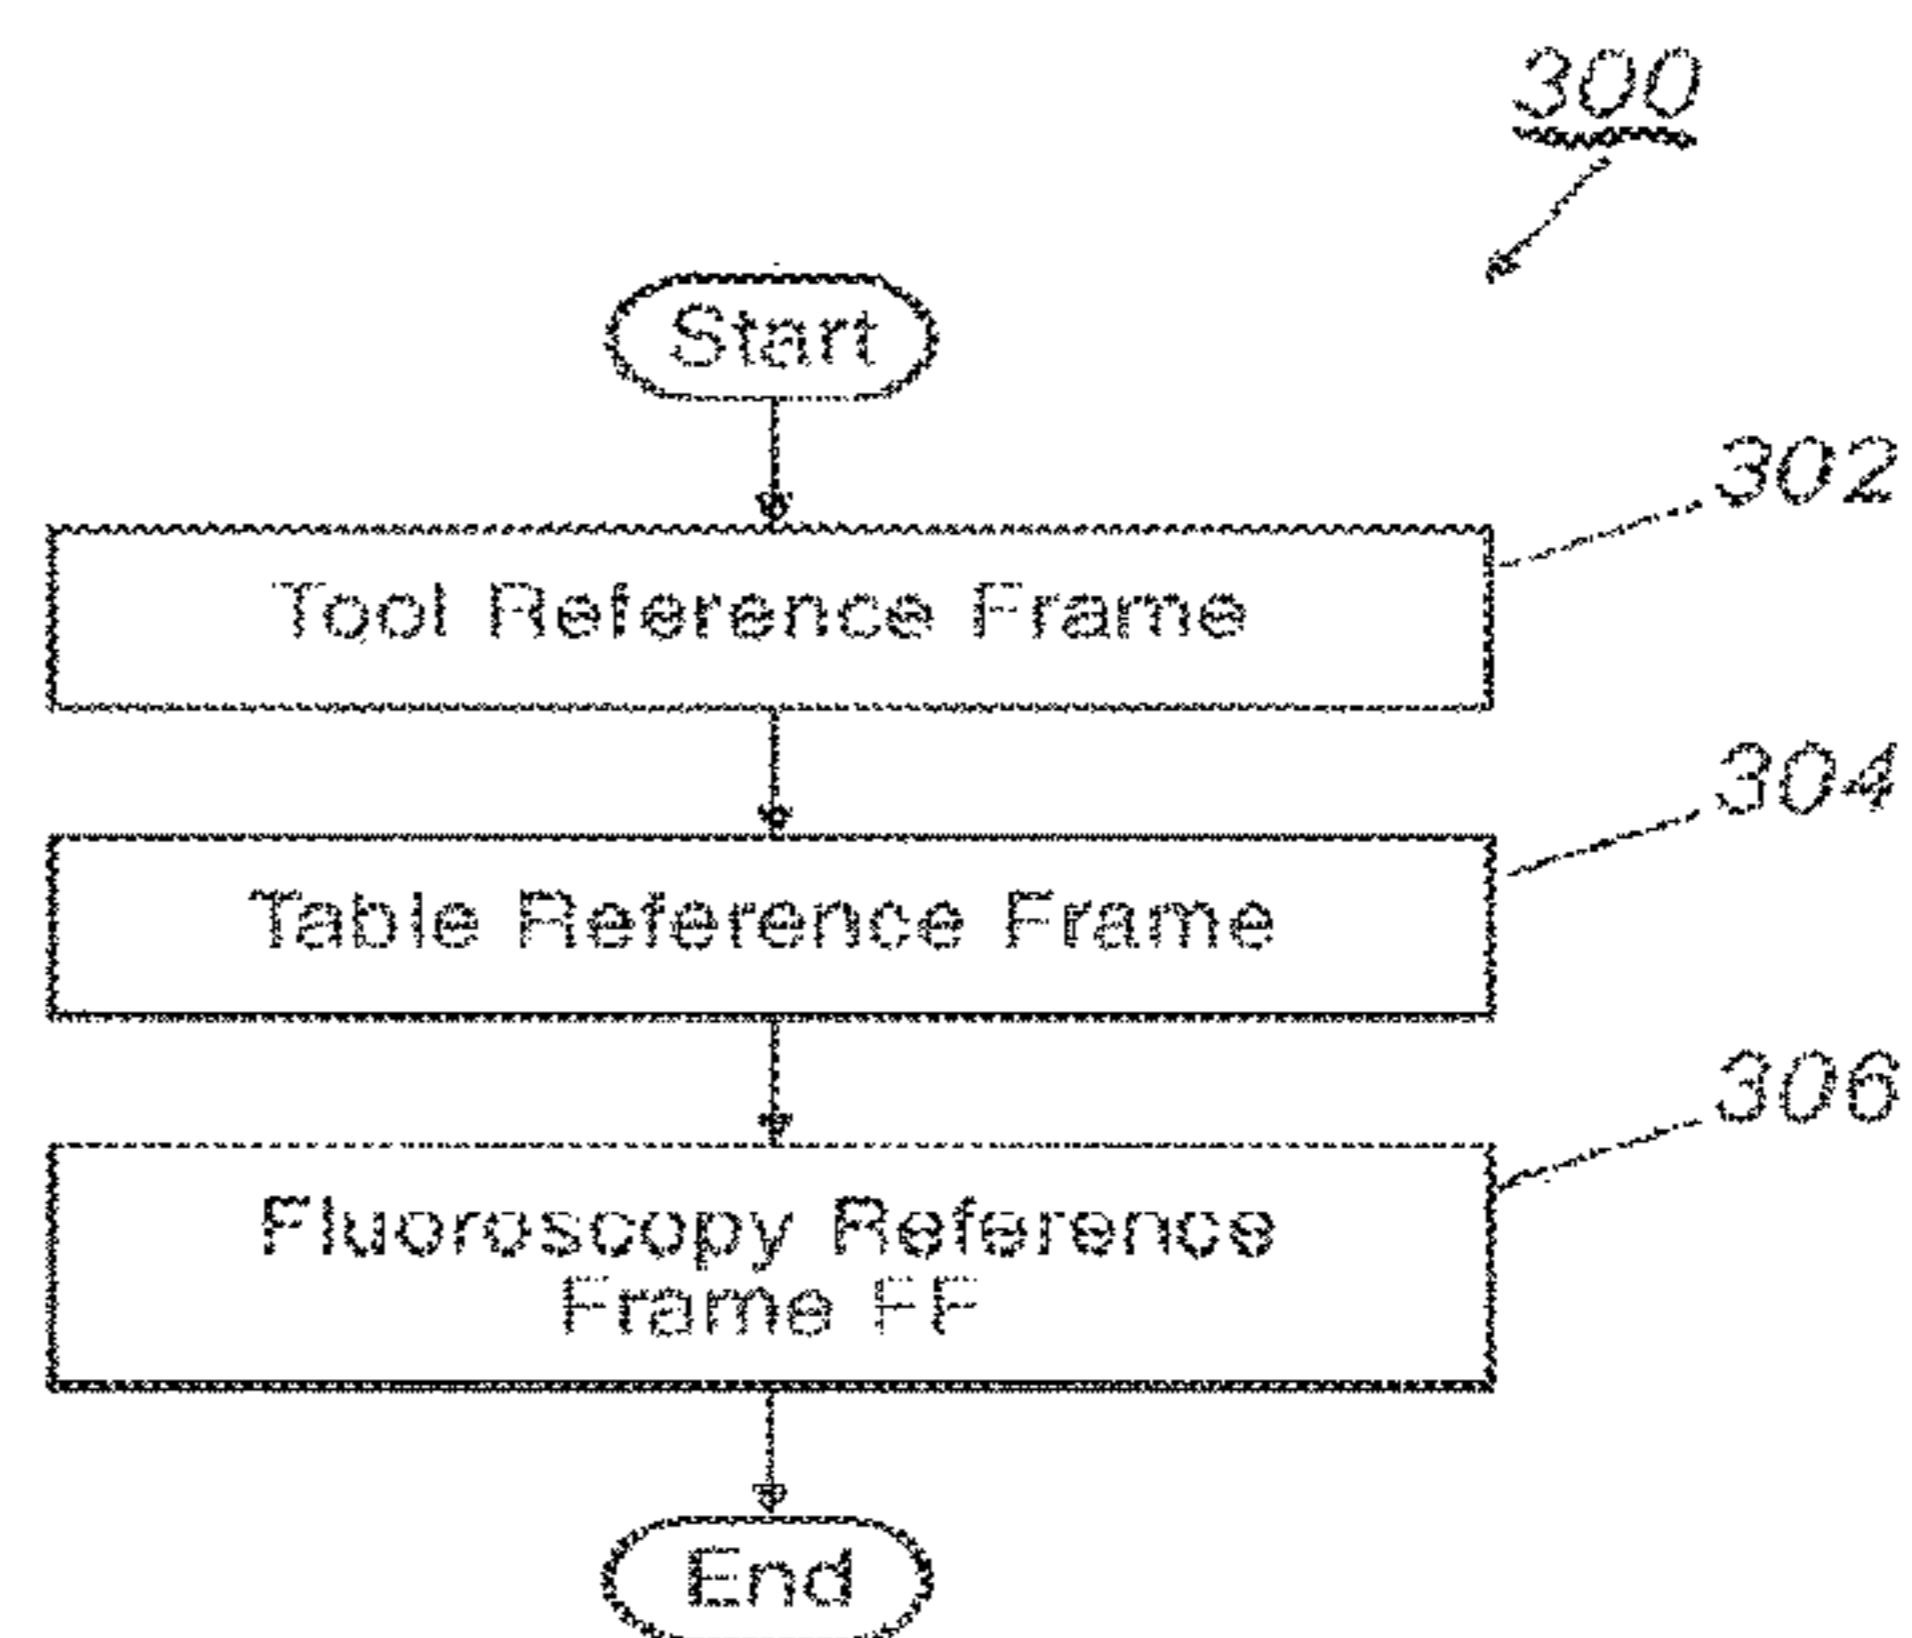 300
Start
302
Tool Reference Frame
304
Table Reference Frame
306
Fluoroscopy Reference
Frame FF
End